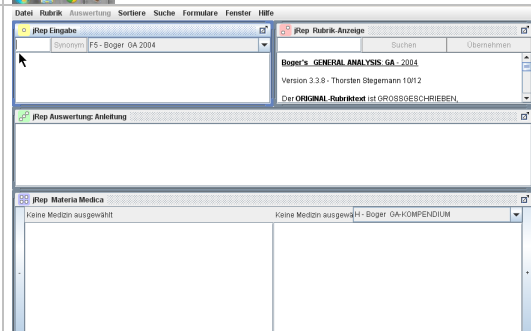 Datei Rubrik Auswertung Sortiere Suche Formulare Fenster Hilfe
jRep Eingabe
Synonym F5 - Boger GA 2004
jRep Rubrik-Anzeige
Suchen Übernehmen
Boger's GENERAL ANALYSIS: GA - 2004
Version 3.3.8 - Thorsten Stegemann 10/12
Der ORIGINAL-Rubriktext ist GROSSGESCHRIEBEN,
jRep Auswertung: Anleitung
jRep Materia Medica
Keine Medizin ausgewählt
Keine Medizin ausgewä H - Boger GA-KOMPENDIUM
- +